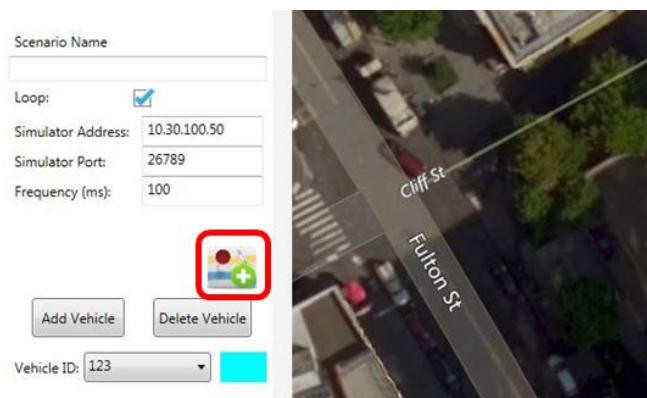 Scenario Name
Loop:
Simulator Address: 10.30.100.50
Simulator Port: 26789
Frequency (ms): 100
Add Vehicle Delete Vehicle
Vehicle ID: 123
Cliff St
Fulton St